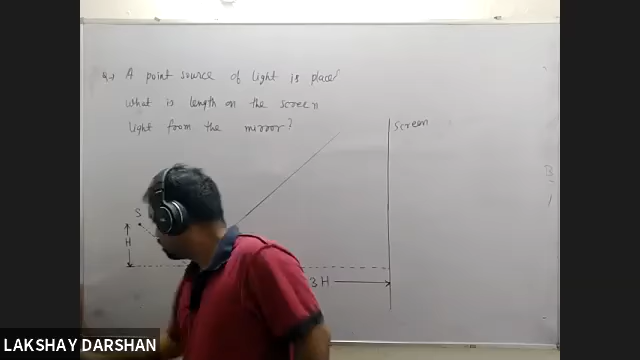 Q→ A point source of light is place
what is length on the screen
light from the mirror?
Screen
S
H
3H
LAKSHAY DARSHAN